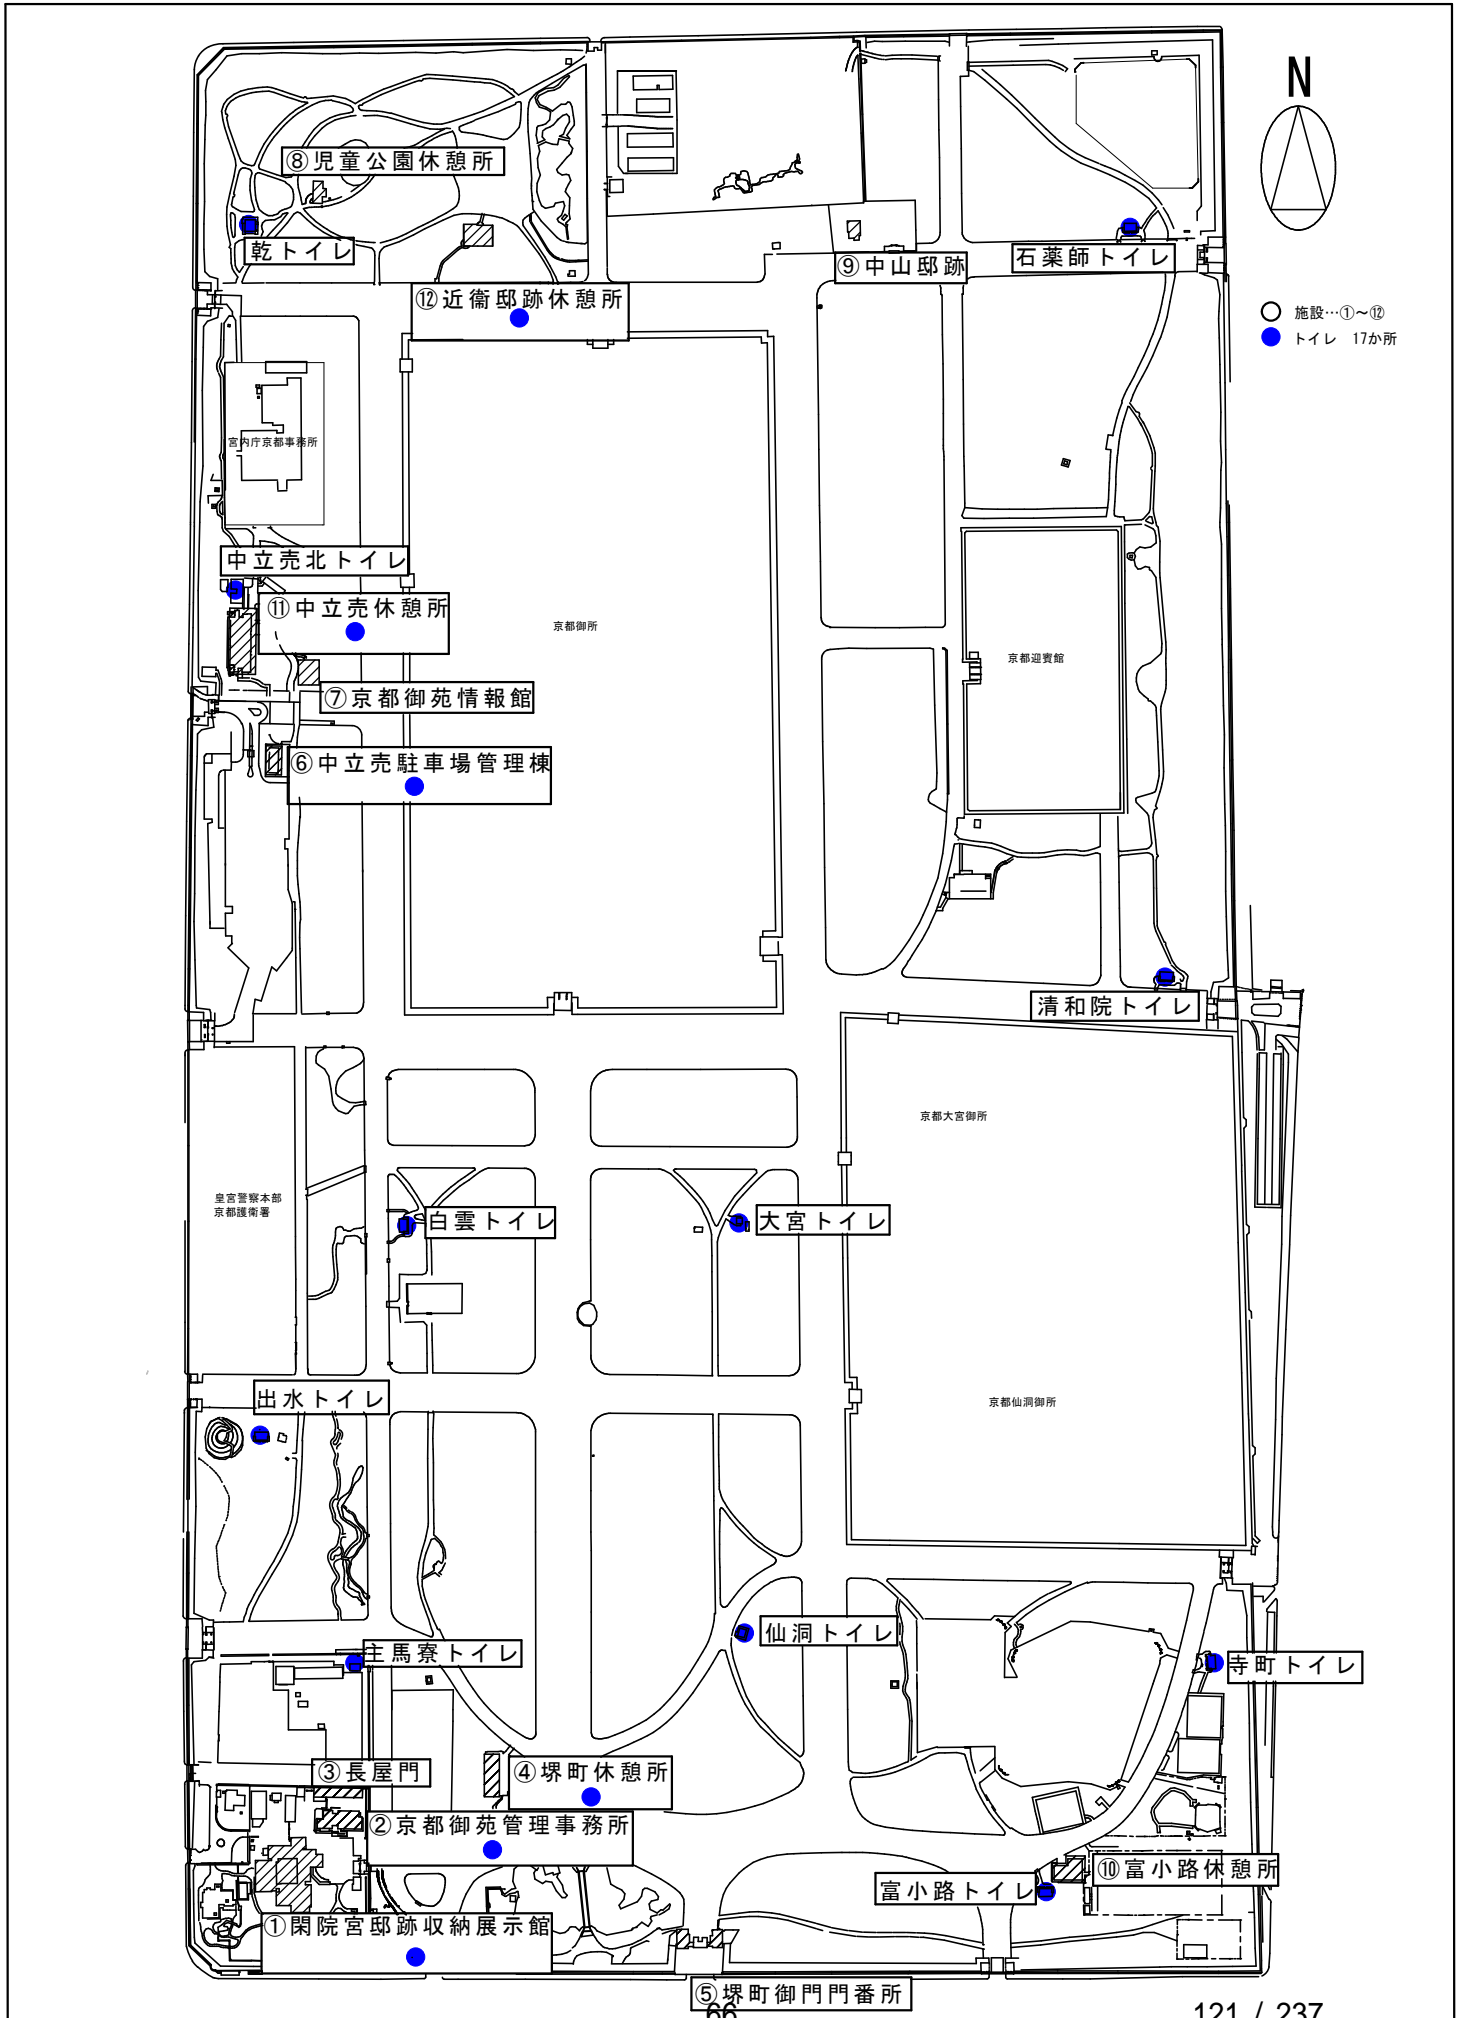 N
⑧児童公園休憩所
乾トイレ
⑨中山邸跡
石薬師トイレ
⑫近衞邸跡休憩所
施設…①～⑫
トイレ　17か所
宮内庁京都事務所
中立売北トイレ
⑪中立売休憩所
京都御所
京都迎賓館
⑦京都御苑情報館
⑥中立売駐車場管理棟
清和院トイレ
京都大宮御所
皇宮警察本部
京都護衛署
白雲トイレ
大宮トイレ
出水トイレ
京都仙洞御所
仙洞トイレ
主馬寮トイレ
寺町トイレ
③長屋門
④堺町休憩所
②京都御苑管理事務所
⑩富小路休憩所
富小路トイレ
①閑院宮邸跡収納展示館
⑤堺町御門門番所
66
121 / 237